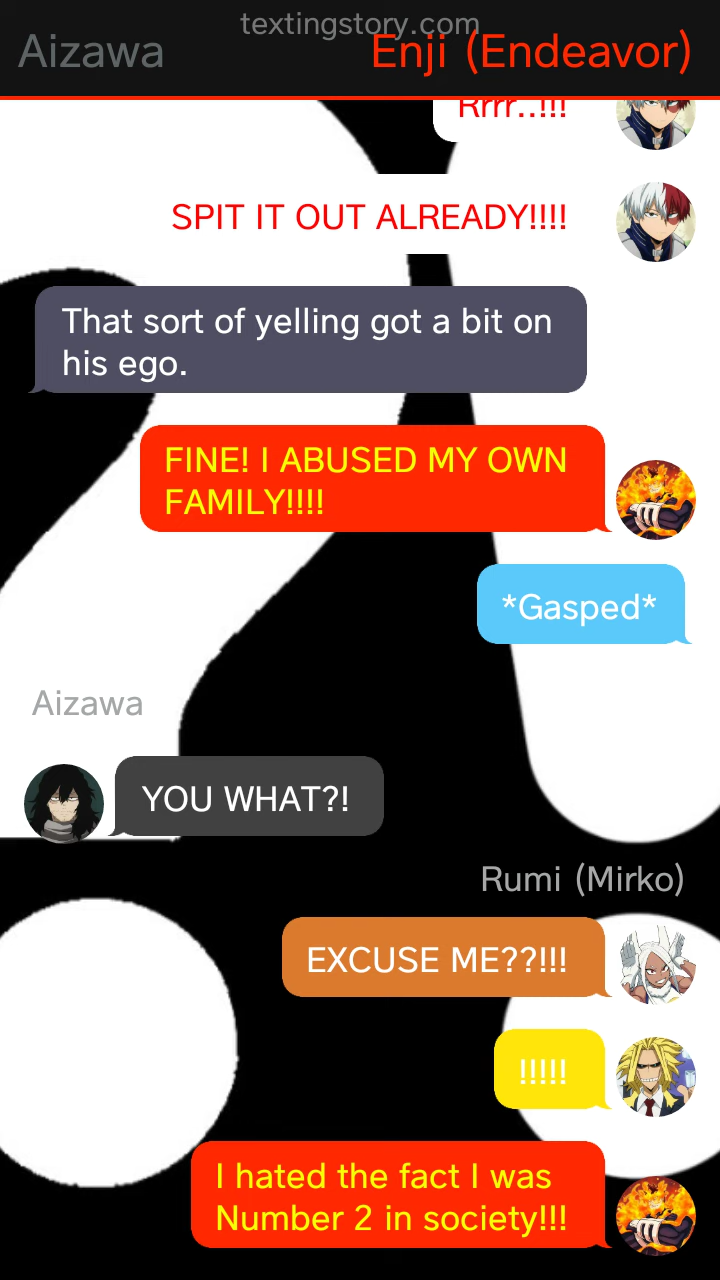 textingstory.com
Aizawa
Enji (Endeavor)
Rrrr..!!!
SPIT IT OUT ALREADY!!!!
That sort of yelling got a bit on
his ego.
FINE! I ABUSED MY OWN
FAMILY!!!!
*Gasped*
Aizawa
YOU WHAT?!
Rumi (Mirko)
EXCUSE ME??!!!
!!!!!
I hated the fact I was
Number 2 in society!!!